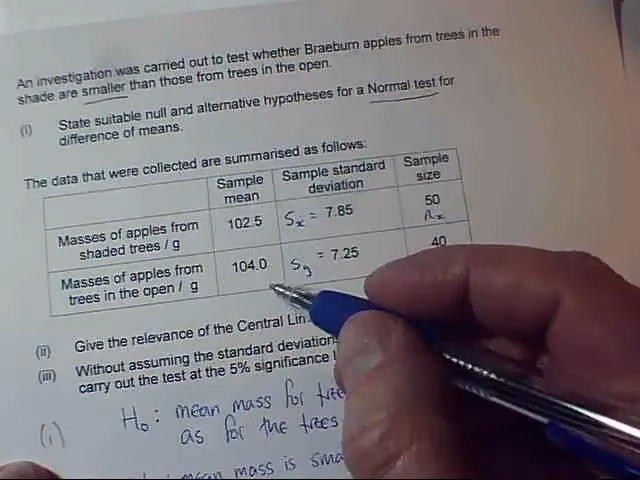 An investigation was carried out to test whether Braeburn apples from trees in the
shade are smaller than those from trees in the open.
(i) State suitable null and alternative hypotheses for a Normal test for
difference of means.
The data that were collected are summarised as follows:
Sample mean Sample standard deviation Sample size
Masses of apples from shaded trees / g 102.5 Sx = 7.85 50 nx
Masses of apples from trees in the open / g 104.0 Sy = 7.25 40
(ii) Give the relevance of the Central
(iii) Without assuming the standard
carry out the test at the 5% significance
(i) H0: mean mass for
as for the trees
mean mass is